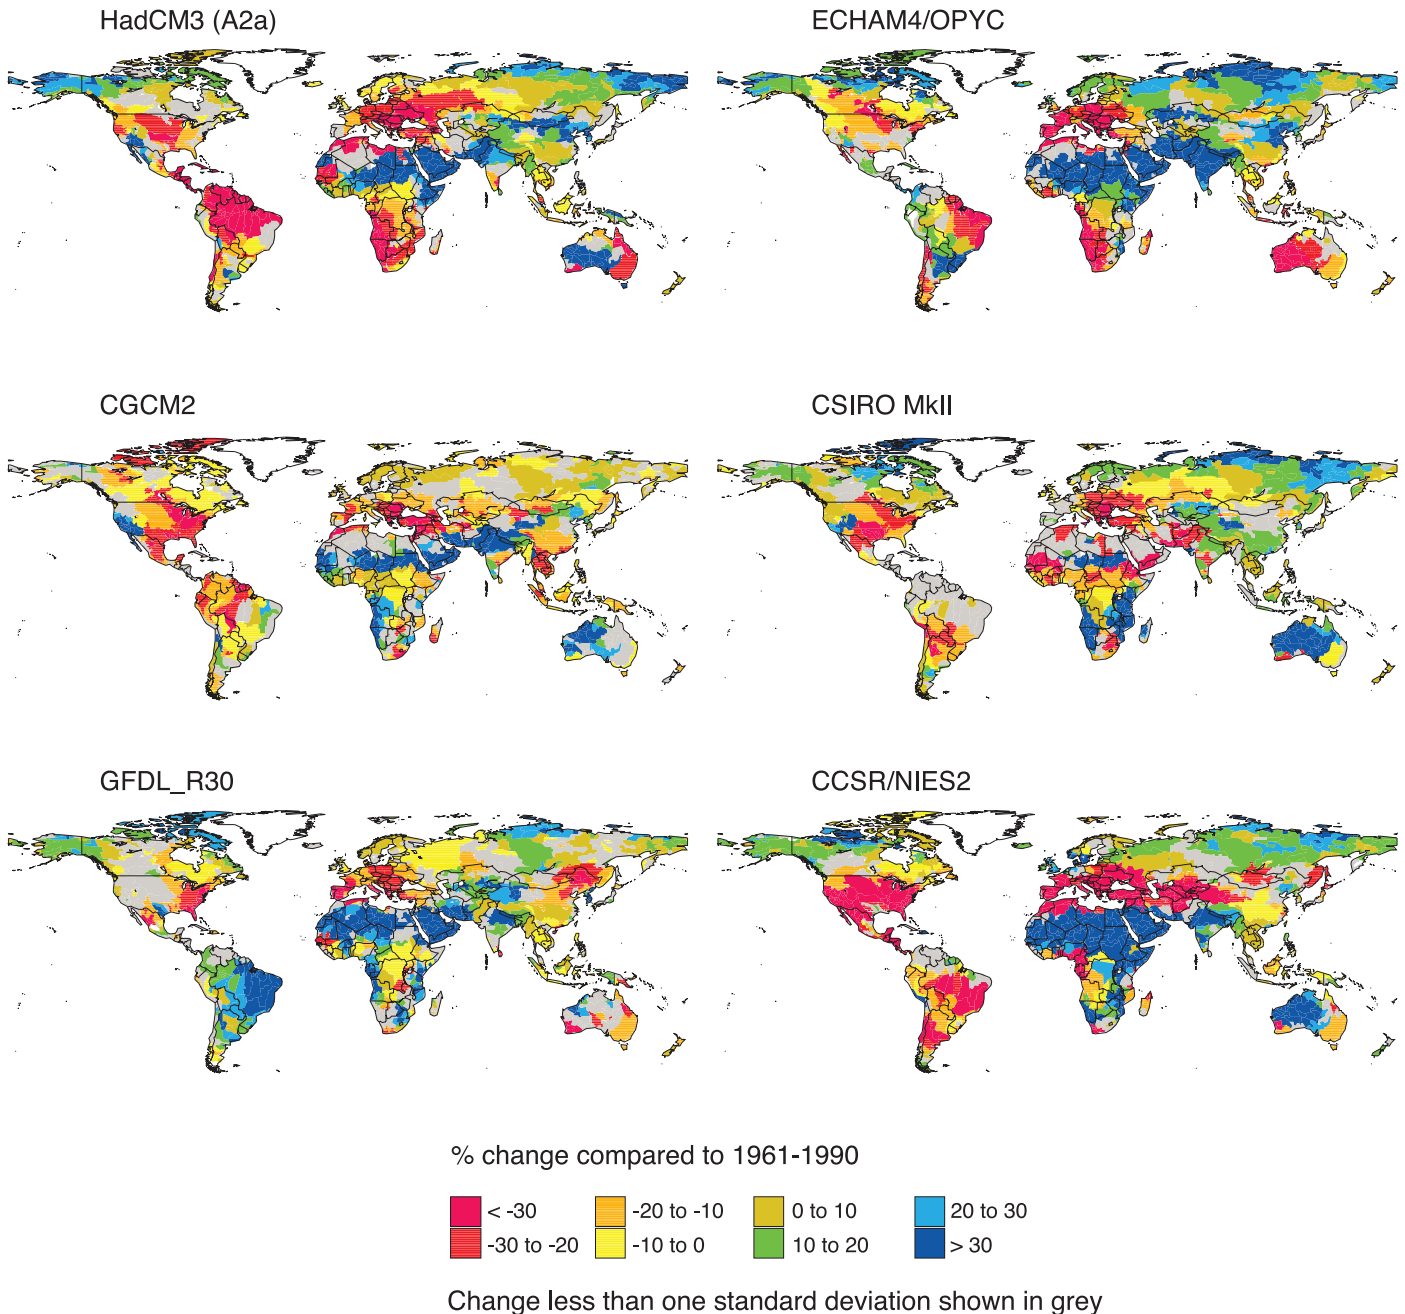 HadCM3 (A2a)
ECHAM4/OPYC
CGCM2
CSIRO MkII
GFDL_R30
CCSR/NIES2
% change compared to 1961-1990
< -30
-20 to -10
0 to 10
20 to 30
-30 to -20
-10 to 0
10 to 20
> 30
Change less than one standard deviation shown in grey